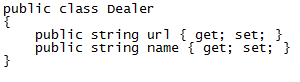 public class Dealer
{
    public string url { get; set; }
    public string name { get; set; }
}